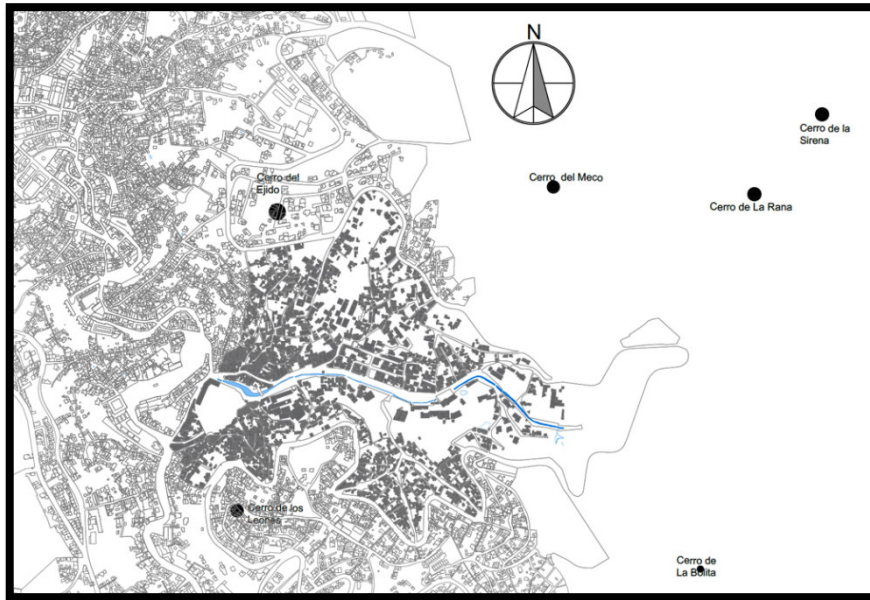 N
Cerro de la
Sirena
Cerro del Meco
Cerro del
Ejido
Cerro de La Rana
Cerro de los
Leones
Cerro de
La Bolita